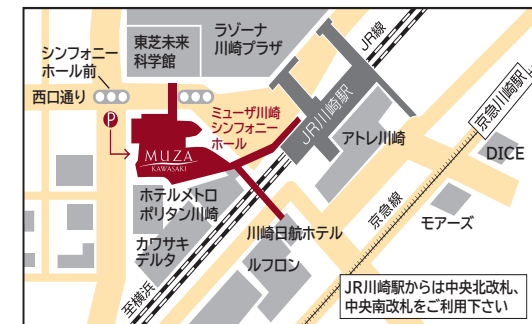 東芝未来
科学館
ラゾーナ
川崎プラザ
JR線
シンフォニー
ホール前
西口通り
P
MUZA
KAWASAKI
ミューザ川崎
シンフォニー
ホール
JR川崎駅
アトレ川崎
京急川崎駅
DICE
京急線
モアーズ
ホテルメトロ
ポリタン川崎
カワサキ
デルタ
川崎日航ホテル
ルフロン
至横浜
JR川崎駅からは中央北改札、
中央南改札をご利用下さい